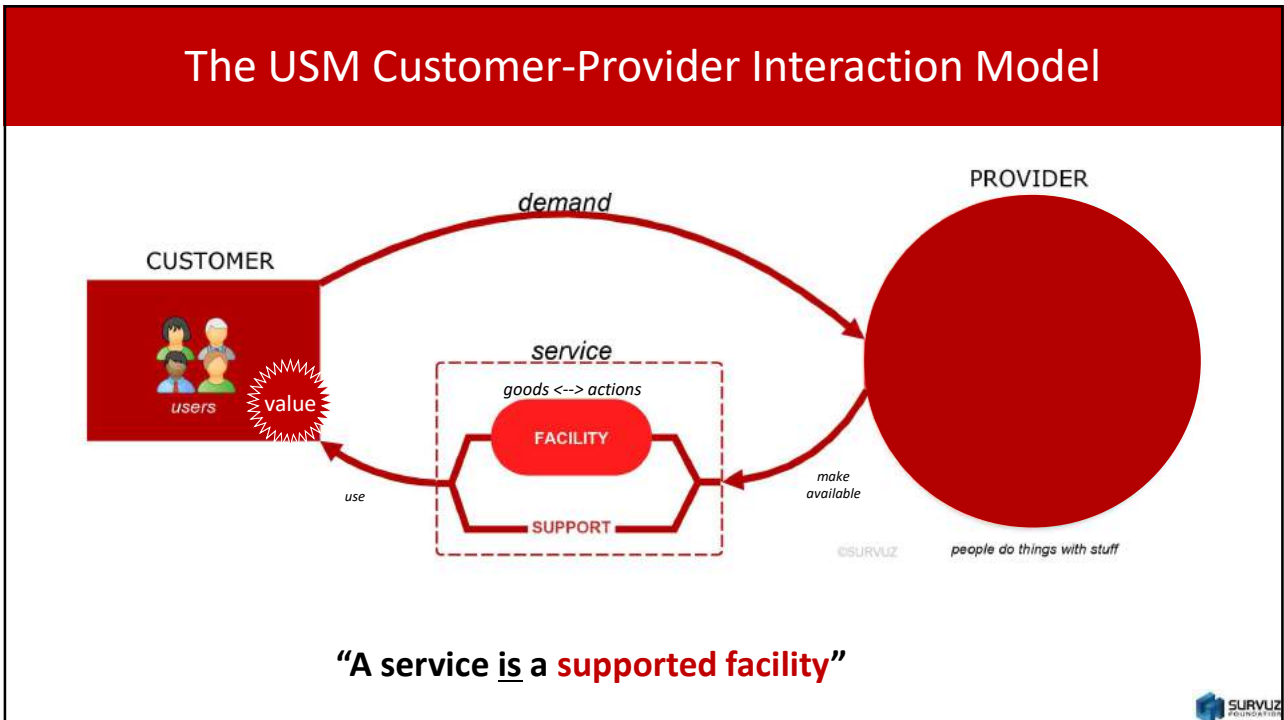 The USM Customer-Provider Interaction Model
PROVIDER
demand
CUSTOMER
service
goods <--> actions
users
value
FACILITY
use
make
available
SUPPORT
©SURVUZ
people do things with stuff
“A service is a supported facility”
SURVUZ
FOUNDATION